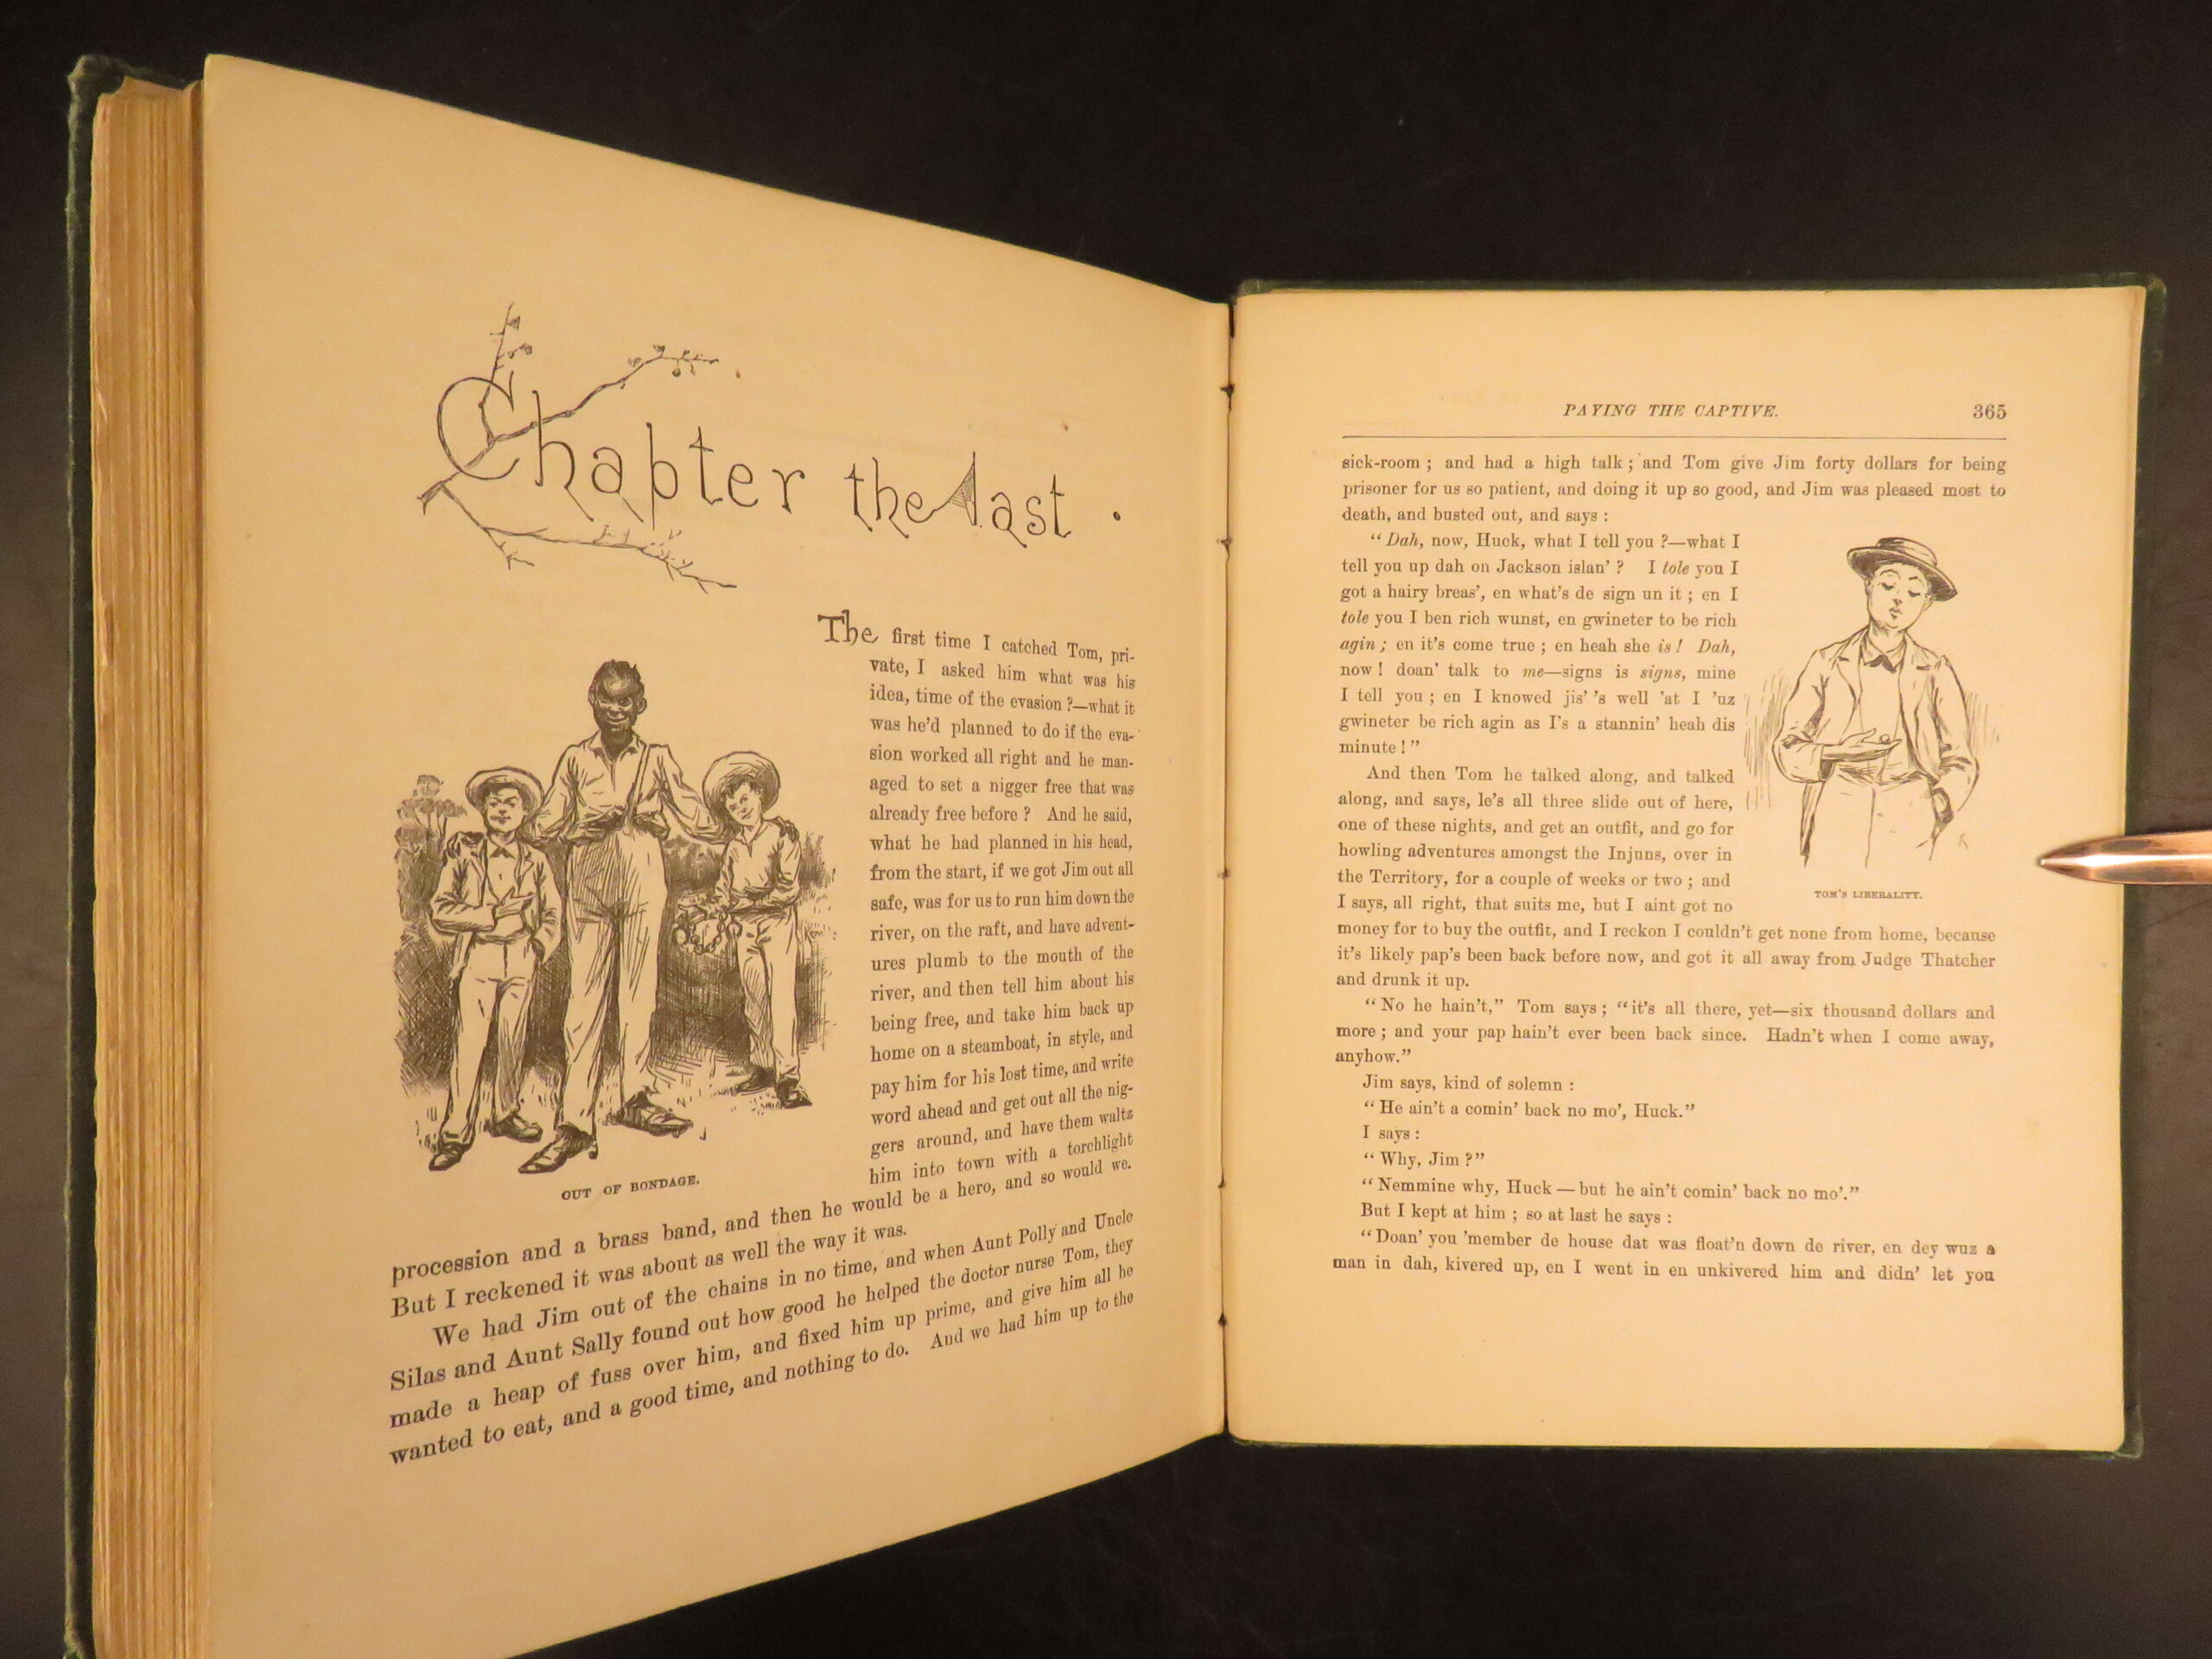 Chapter the last.
The first time I catched Tom, pri-
vate, I asked him what was his
idea, time of the evasion ?—what it
was he'd planned to do if the eva-
sion worked all right and he man-
aged to set a nigger free that was
already free before ? And he said,
what he had planned in his head,
from the start, if we got Jim out all
safe, was for us to run him down the
river, on the raft, and have advent-
ures plumb to the mouth of the
river, and then tell him about his
being free, and take him back up
home on a steamboat, in style, and
pay him for his lost time, and write
word ahead and get out all the nig-
gers around, and have them waltz
him into town with a torchlight
OUT OF BONDAGE.
procession and a brass band, and then he would be a hero, and so would we.
But I reckoned it was about as well the way it was.
We had Jim out of the chains in no time, and when Aunt Polly and Uncle
Silas and Aunt Sally found out how good he helped the doctor nurse Tom, they
made a heap of fuss over him, and fixed him up prime, and give him all he
wanted to eat, and a good time, and nothing to do. And we had him up to the
PAYING THE CAPTIVE. 365
sick-room ; and had a high talk ; and Tom give Jim forty dollars for being
prisoner for us so patient, and doing it up so good, and Jim was pleased most to
death, and busted out, and says :
“Dah, now, Huck, what I tell you ?—what I
tell you up dah on Jackson islan' ? I tole you I
got a hairy breas', en what's de sign un it ; en I
tole you I ben rich wunst, en gwineter to be rich
agin ; en it's come true ; en heah she is ! Dah,
now ! doan' talk to me—signs is signs, mine
I tell you ; en I knowed jis' 's well 'at I 'uz
gwineter be rich agin as I's a stannin' heah dis
minute !”
And then Tom he talked along, and talked
along, and says, le's all three slide out of here,
one of these nights, and get an outfit, and go for
howling adventures amongst the Injuns, over in
the Territory, for a couple of weeks or two ; and
I says, all right, that suits me, but I aint got no
TOM'S LIBERALITY.
money for to buy the outfit, and I reckon I couldn't get none from home, because
it's likely pap's been back before now, and got it all away from Judge Thatcher
and drunk it up.
“No he hain't,” Tom says ; “it's all there, yet—six thousand dollars and
more ; and your pap hain't ever been back since. Hadn't when I come away,
anyhow.”
Jim says, kind of solemn :
“He ain't a comin' back no mo', Huck.”
I says :
“Why, Jim ?”
“Nemmine why, Huck—but he ain't comin' back no mo'.”
But I kept at him ; so at last he says :
“Doan' you 'member de house dat was float'n down de river, en dey wuz a
man in dah, kivered up, en I went in en unkivered him and didn' let you